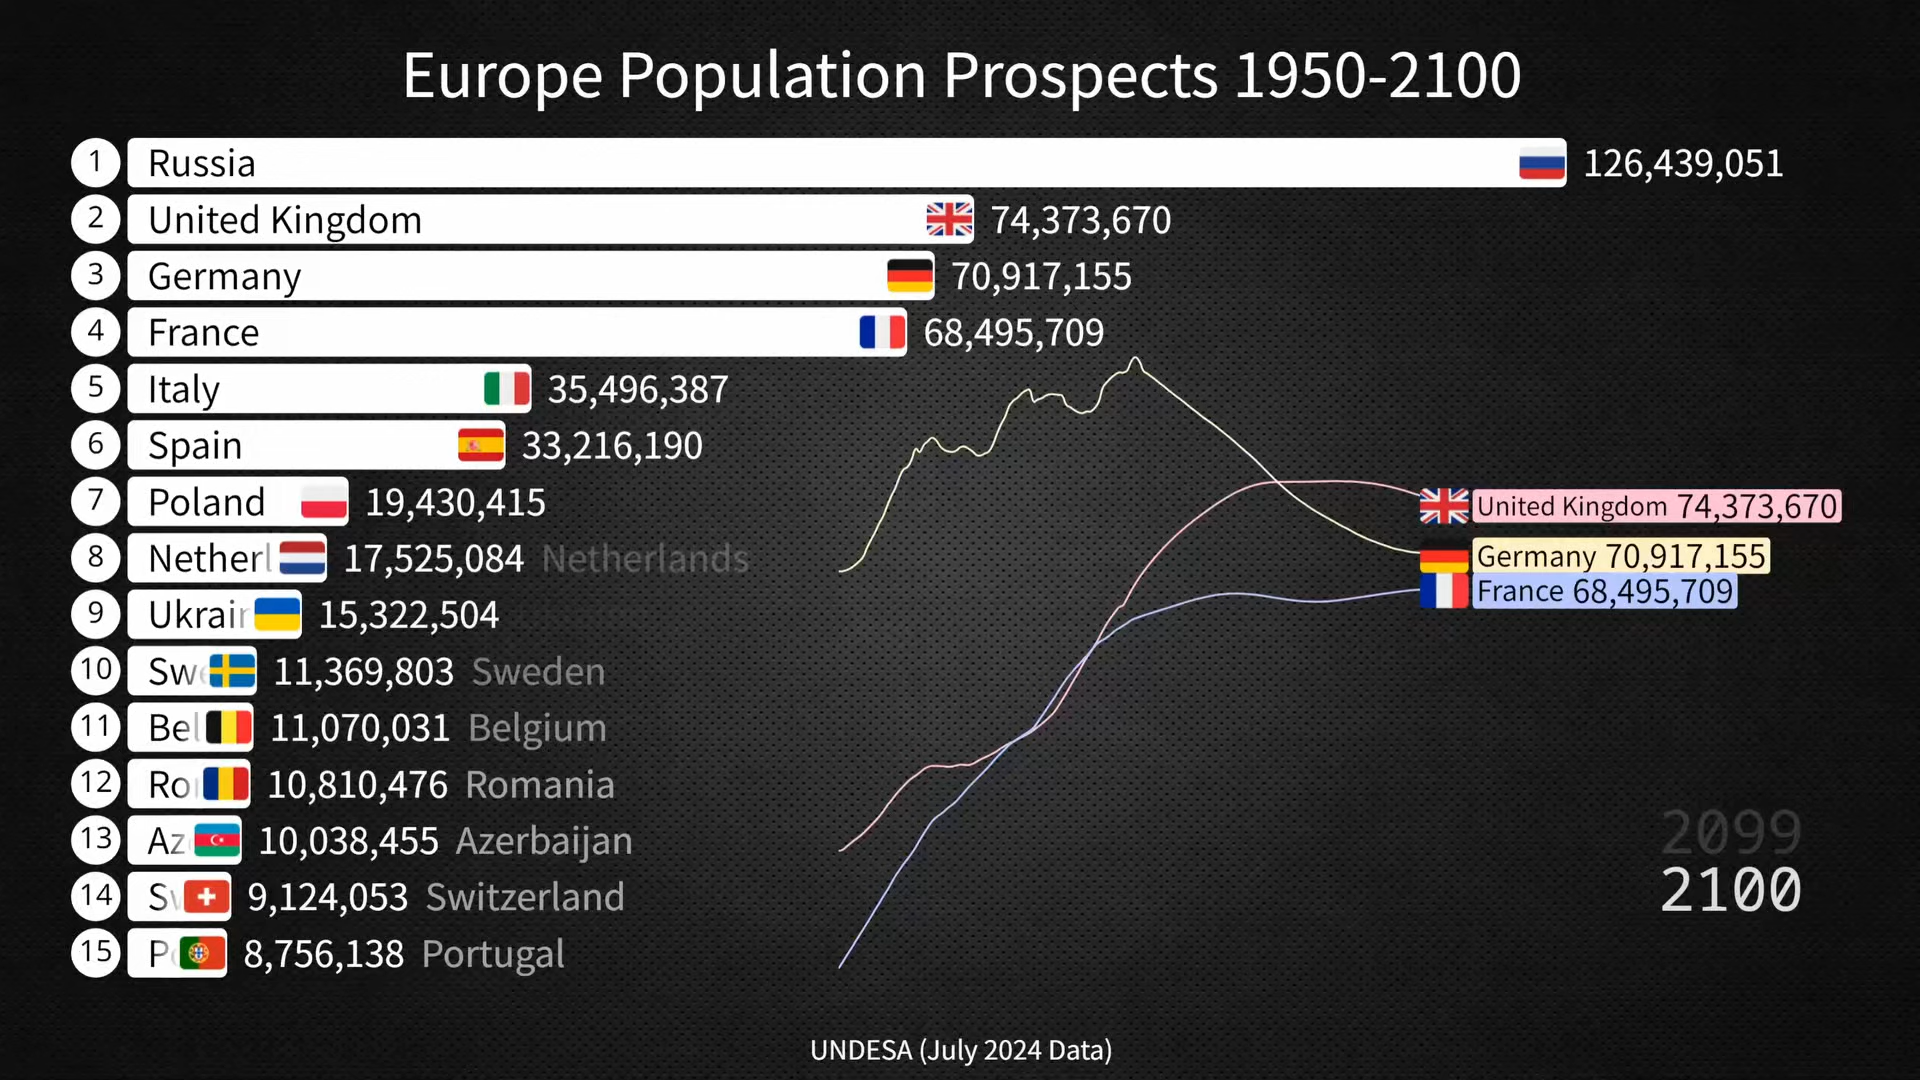 Europe Population Prospects 1950-2100
1 Russia 126,439,051
2 United Kingdom 74,373,670
3 Germany 70,917,155
4 France 68,495,709
5 Italy 35,496,387
6 Spain 33,216,190
7 Poland 19,430,415
8 Netherl 17,525,084 Netherlands
9 Ukrain 15,322,504
10 Swe 11,369,803 Sweden
11 Bel 11,070,031 Belgium
12 Ro 10,810,476 Romania
13 Az 10,038,455 Azerbaijan
14 Sw 9,124,053 Switzerland
15 Po 8,756,138 Portugal
United Kingdom 74,373,670
Germany 70,917,155
France 68,495,709
2099
2100
UNDESA (July 2024 Data)